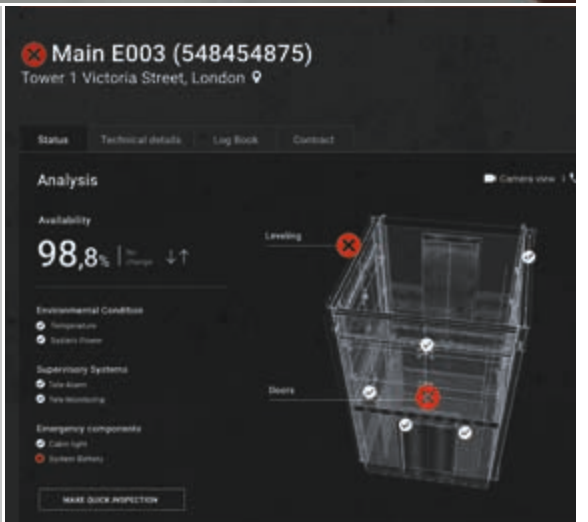 Main E003 (548454875)
Tower 1 Victoria Street, London
Status
Technical details
Log Book
Contract
Analysis
Camera view
Availability
98,8%
No
change
Leveling
Environmental Condition
Temperature
System Power
Supervisory Systems
Tele Alarm
Tele Monitoring
Doors
Emergency components
Cabin light
System Battery
MAKE QUICK INSPECTION